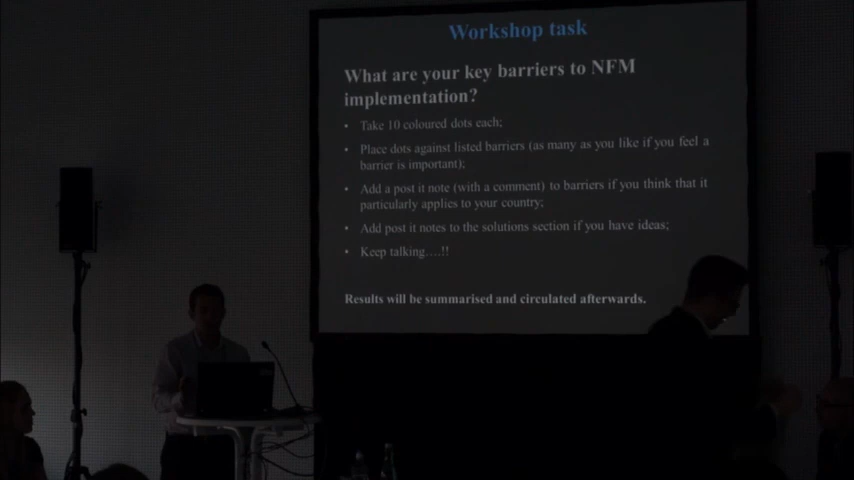 Workshop task
What are your key barriers to NFM
implementation?
• Take 10 coloured dots each;
• Place dots against listed barriers (as many as you like if you feel a
barrier is important);
• Add a post it note (with a comment) to barriers if you think that it
particularly applies to your country;
• Add post it notes to the solutions section if you have ideas;
• Keep talking….!!
Results will be summarised and circulated afterwards.